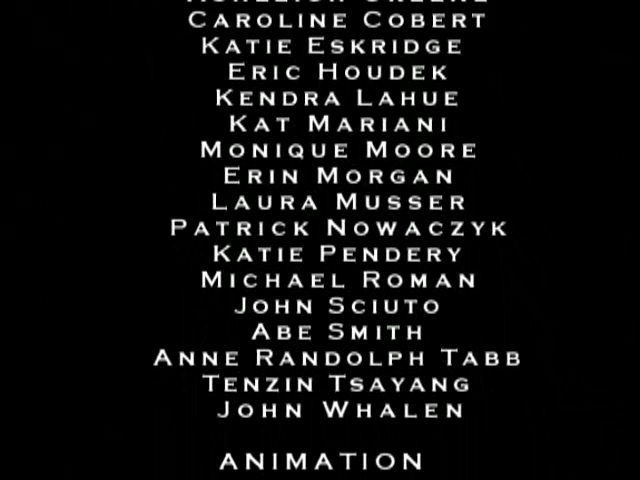 CAROLINE COBERT
KATIE ESKRIDGE
ERIC HOUDEK
KENDRA LAHUE
KAT MARIANI
MONIQUE MOORE
ERIN MORGAN
LAURA MUSSER
PATRICK NOWACZYK
KATIE PENDERY
MICHAEL ROMAN
JOHN SCIUTO
ABE SMITH
ANNE RANDOLPH TABB
TENZIN TSAYANG
JOHN WHALEN
ANIMATION